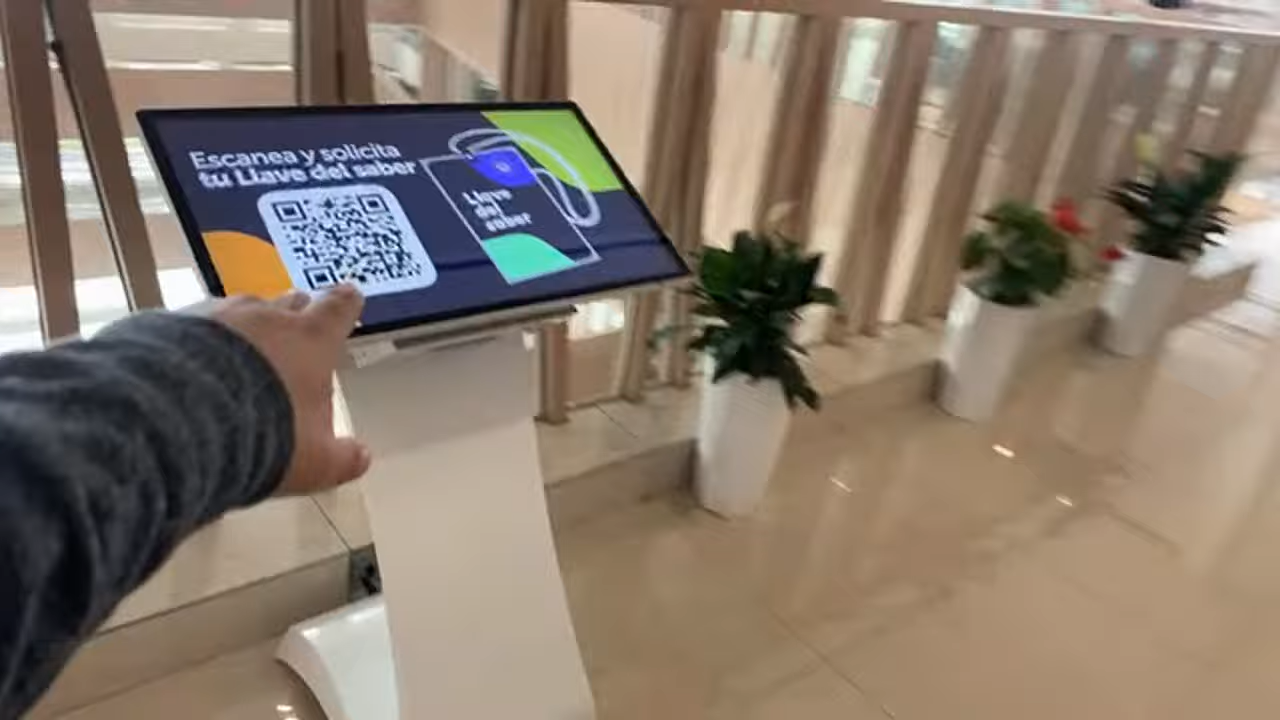 Escanea y solicita
tu Llave del saber
Llave
del
saber